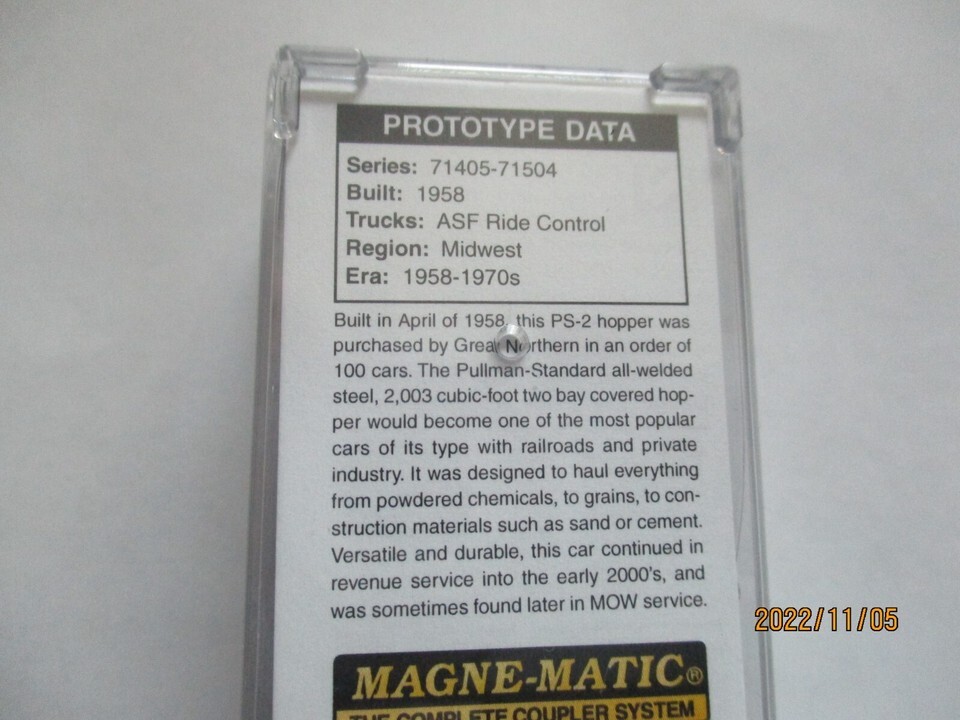 PROTOTYPE DATA
Series: 71405-71504
Built: 1958
Trucks: ASF Ride Control
Region: Midwest
Era: 1958-1970s
Built in April of 1958, this PS-2 hopper was
purchased by Great Northern in an order of
100 cars. The Pullman-Standard all-welded
steel, 2,003 cubic-foot two bay covered hop-
per would become one of the most popular
cars of its type with railroads and private
industry. It was designed to haul everything
from powdered chemicals, to grains, to con-
struction materials such as sand or cement.
Versatile and durable, this car continued in
revenue service into the early 2000's, and
was sometimes found later in MOW service.
MAGNE-MATIC®
THE COMPLETE COUPLER SYSTEM
2022/11/05